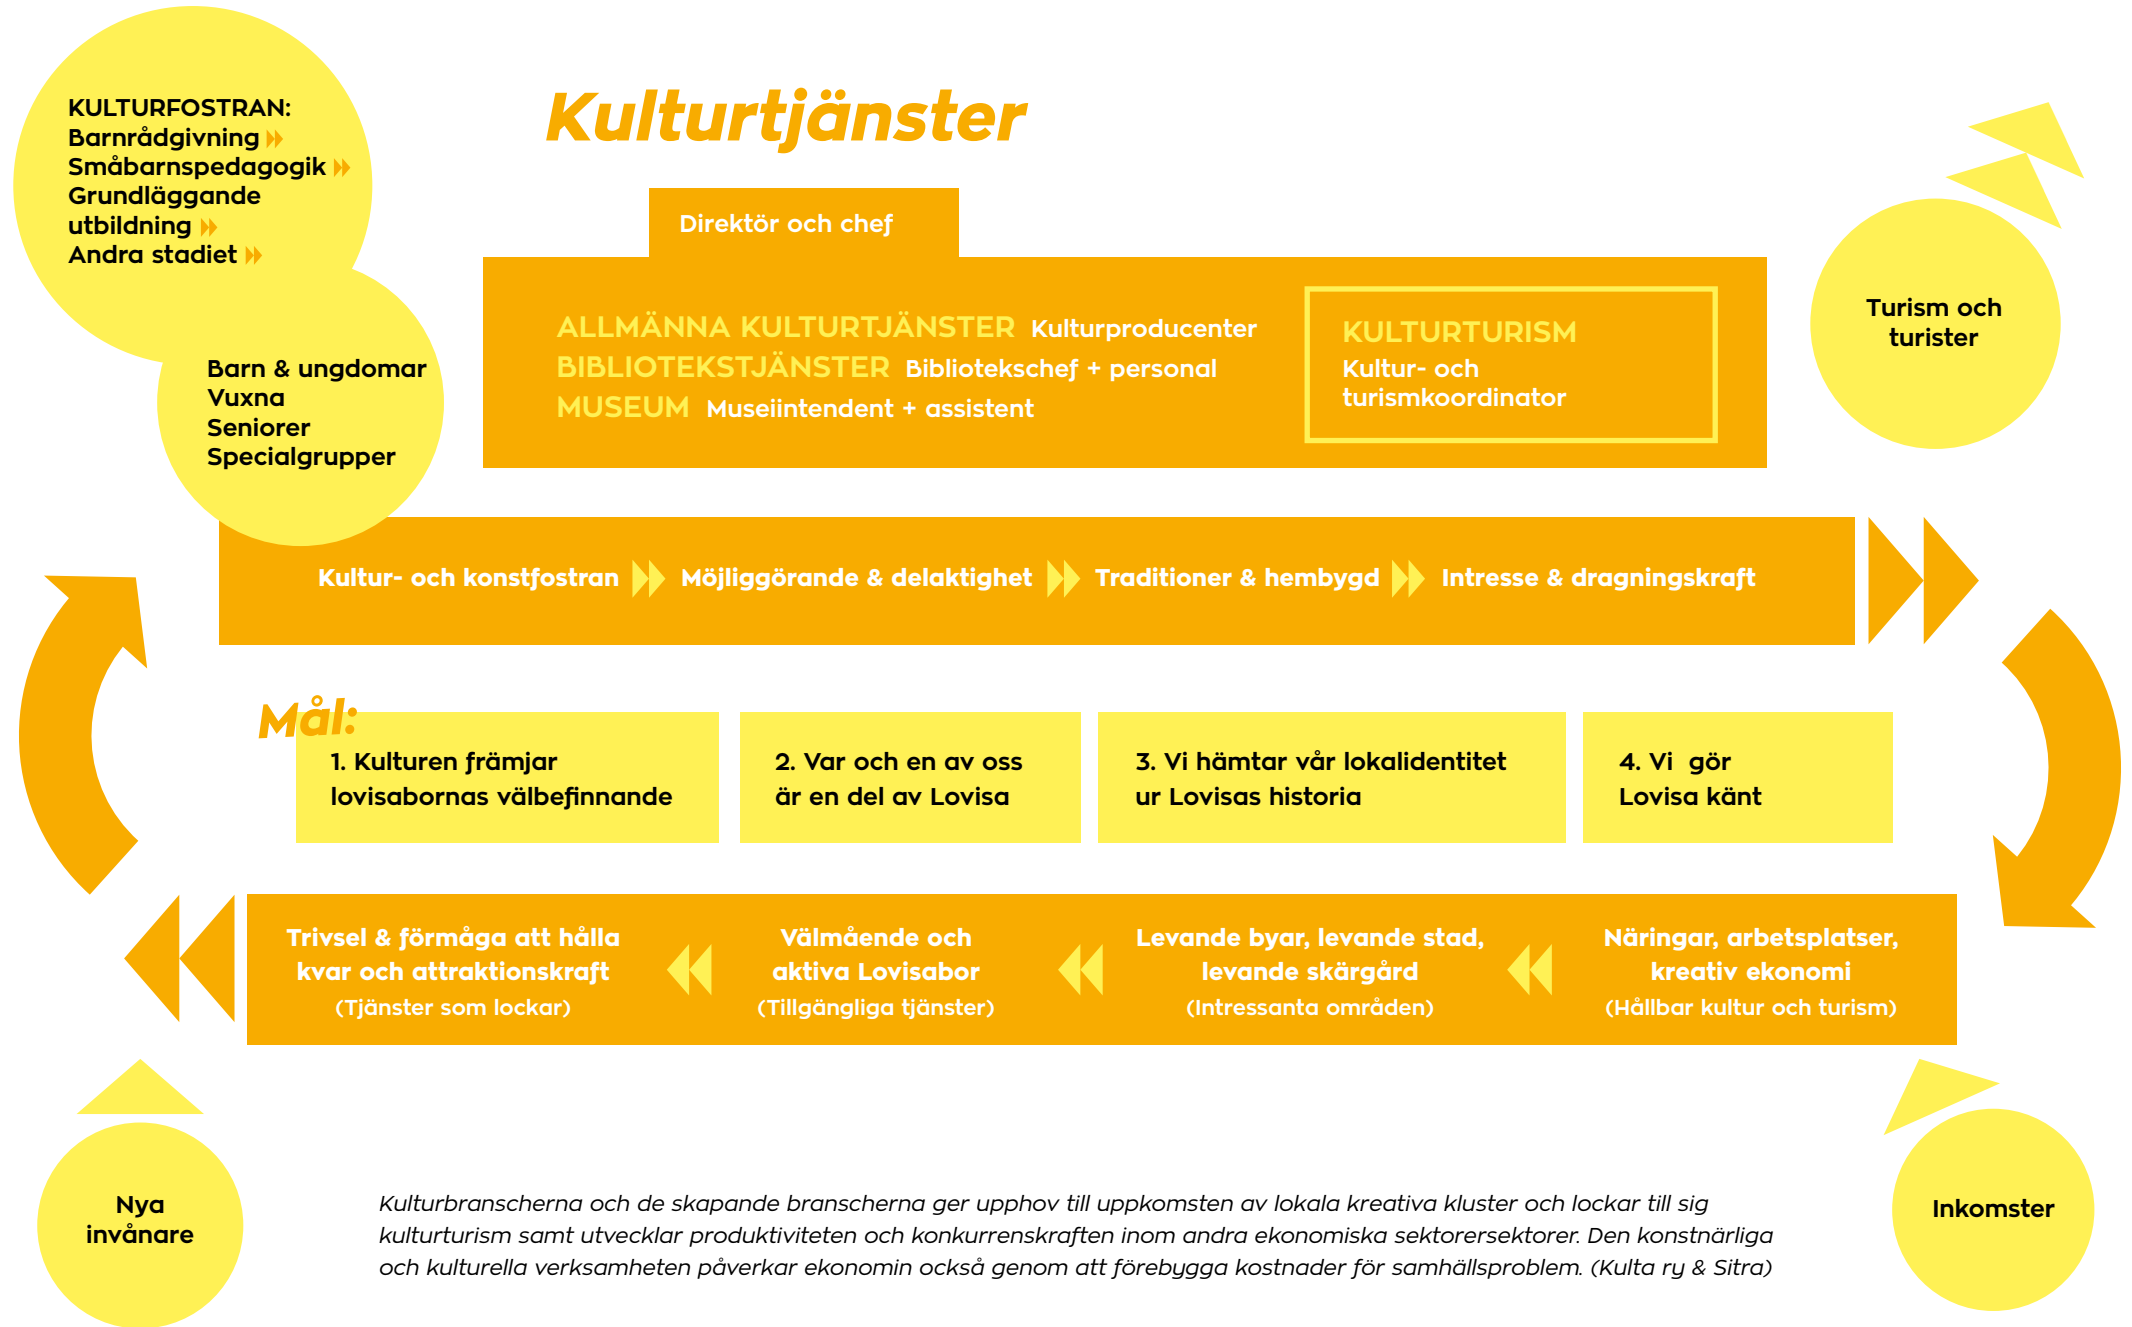 KULTURFOSTRAN:
Barnrådgivning
Småbarnspedagogik
Grundläggande
utbildning
Andra stadiet
Barn & ungdomar
Vuxna
Seniorer
Specialgrupper
Kulturtjänster
Direktör och chef
ALLMÄNNA KULTURTJÄNSTER Kulturproducenter
BIBLIOTEKSTJÄNSTER Bibliotekschef + personal
MUSEUM Museiintendent + assistent
KULTURTURISM
Kultur- och
turismkoordinator
Turism och
turister
Kultur- och konstfostran Möjliggörande & delaktighet Traditioner & hembygd Intresse & dragningskraft
Mål:
1. Kulturen främjar
lovisabornas välbefinnande
2. Var och en av oss
är en del av Lovisa
3. Vi hämtar vår lokalidentitet
ur Lovisas historia
4. Vi gör
Lovisa känt
Trivsel & förmåga att hålla
kvar och attraktionskraft
(Tjänster som lockar)
Välmående och
aktiva Lovisabor
(Tillgängliga tjänster)
Levande byar, levande stad,
levande skärgård
(Intressanta områden)
Näringar, arbetsplatser,
kreativ ekonomi
(Hållbar kultur och turism)
Nya
invånare
Kulturbranscherna och de skapande branscherna ger upphov till uppkomsten av lokala kreativa kluster och lockar till sig
kulturturism samt utvecklar produktiviteten och konkurrenskraften inom andra ekonomiska sektorersektorer. Den konstnärliga
och kulturella verksamheten påverkar ekonomin också genom att förebygga kostnader för samhällsproblem. (Kulta ry & Sitra)
Inkomster